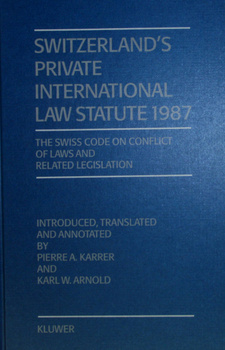 SWITZERLAND'S
PRIVATE
INTERNATIONAL
LAW STATUTE 1987
THE SWISS CODE ON CONFLICT
OF LAWS AND
RELATED LEGISLATION
INTRODUCED, TRANSLATED
AND ANNOTATED
BY
PIERRE A. KARRER
AND
KARL W. ARNOLD
KLUWER